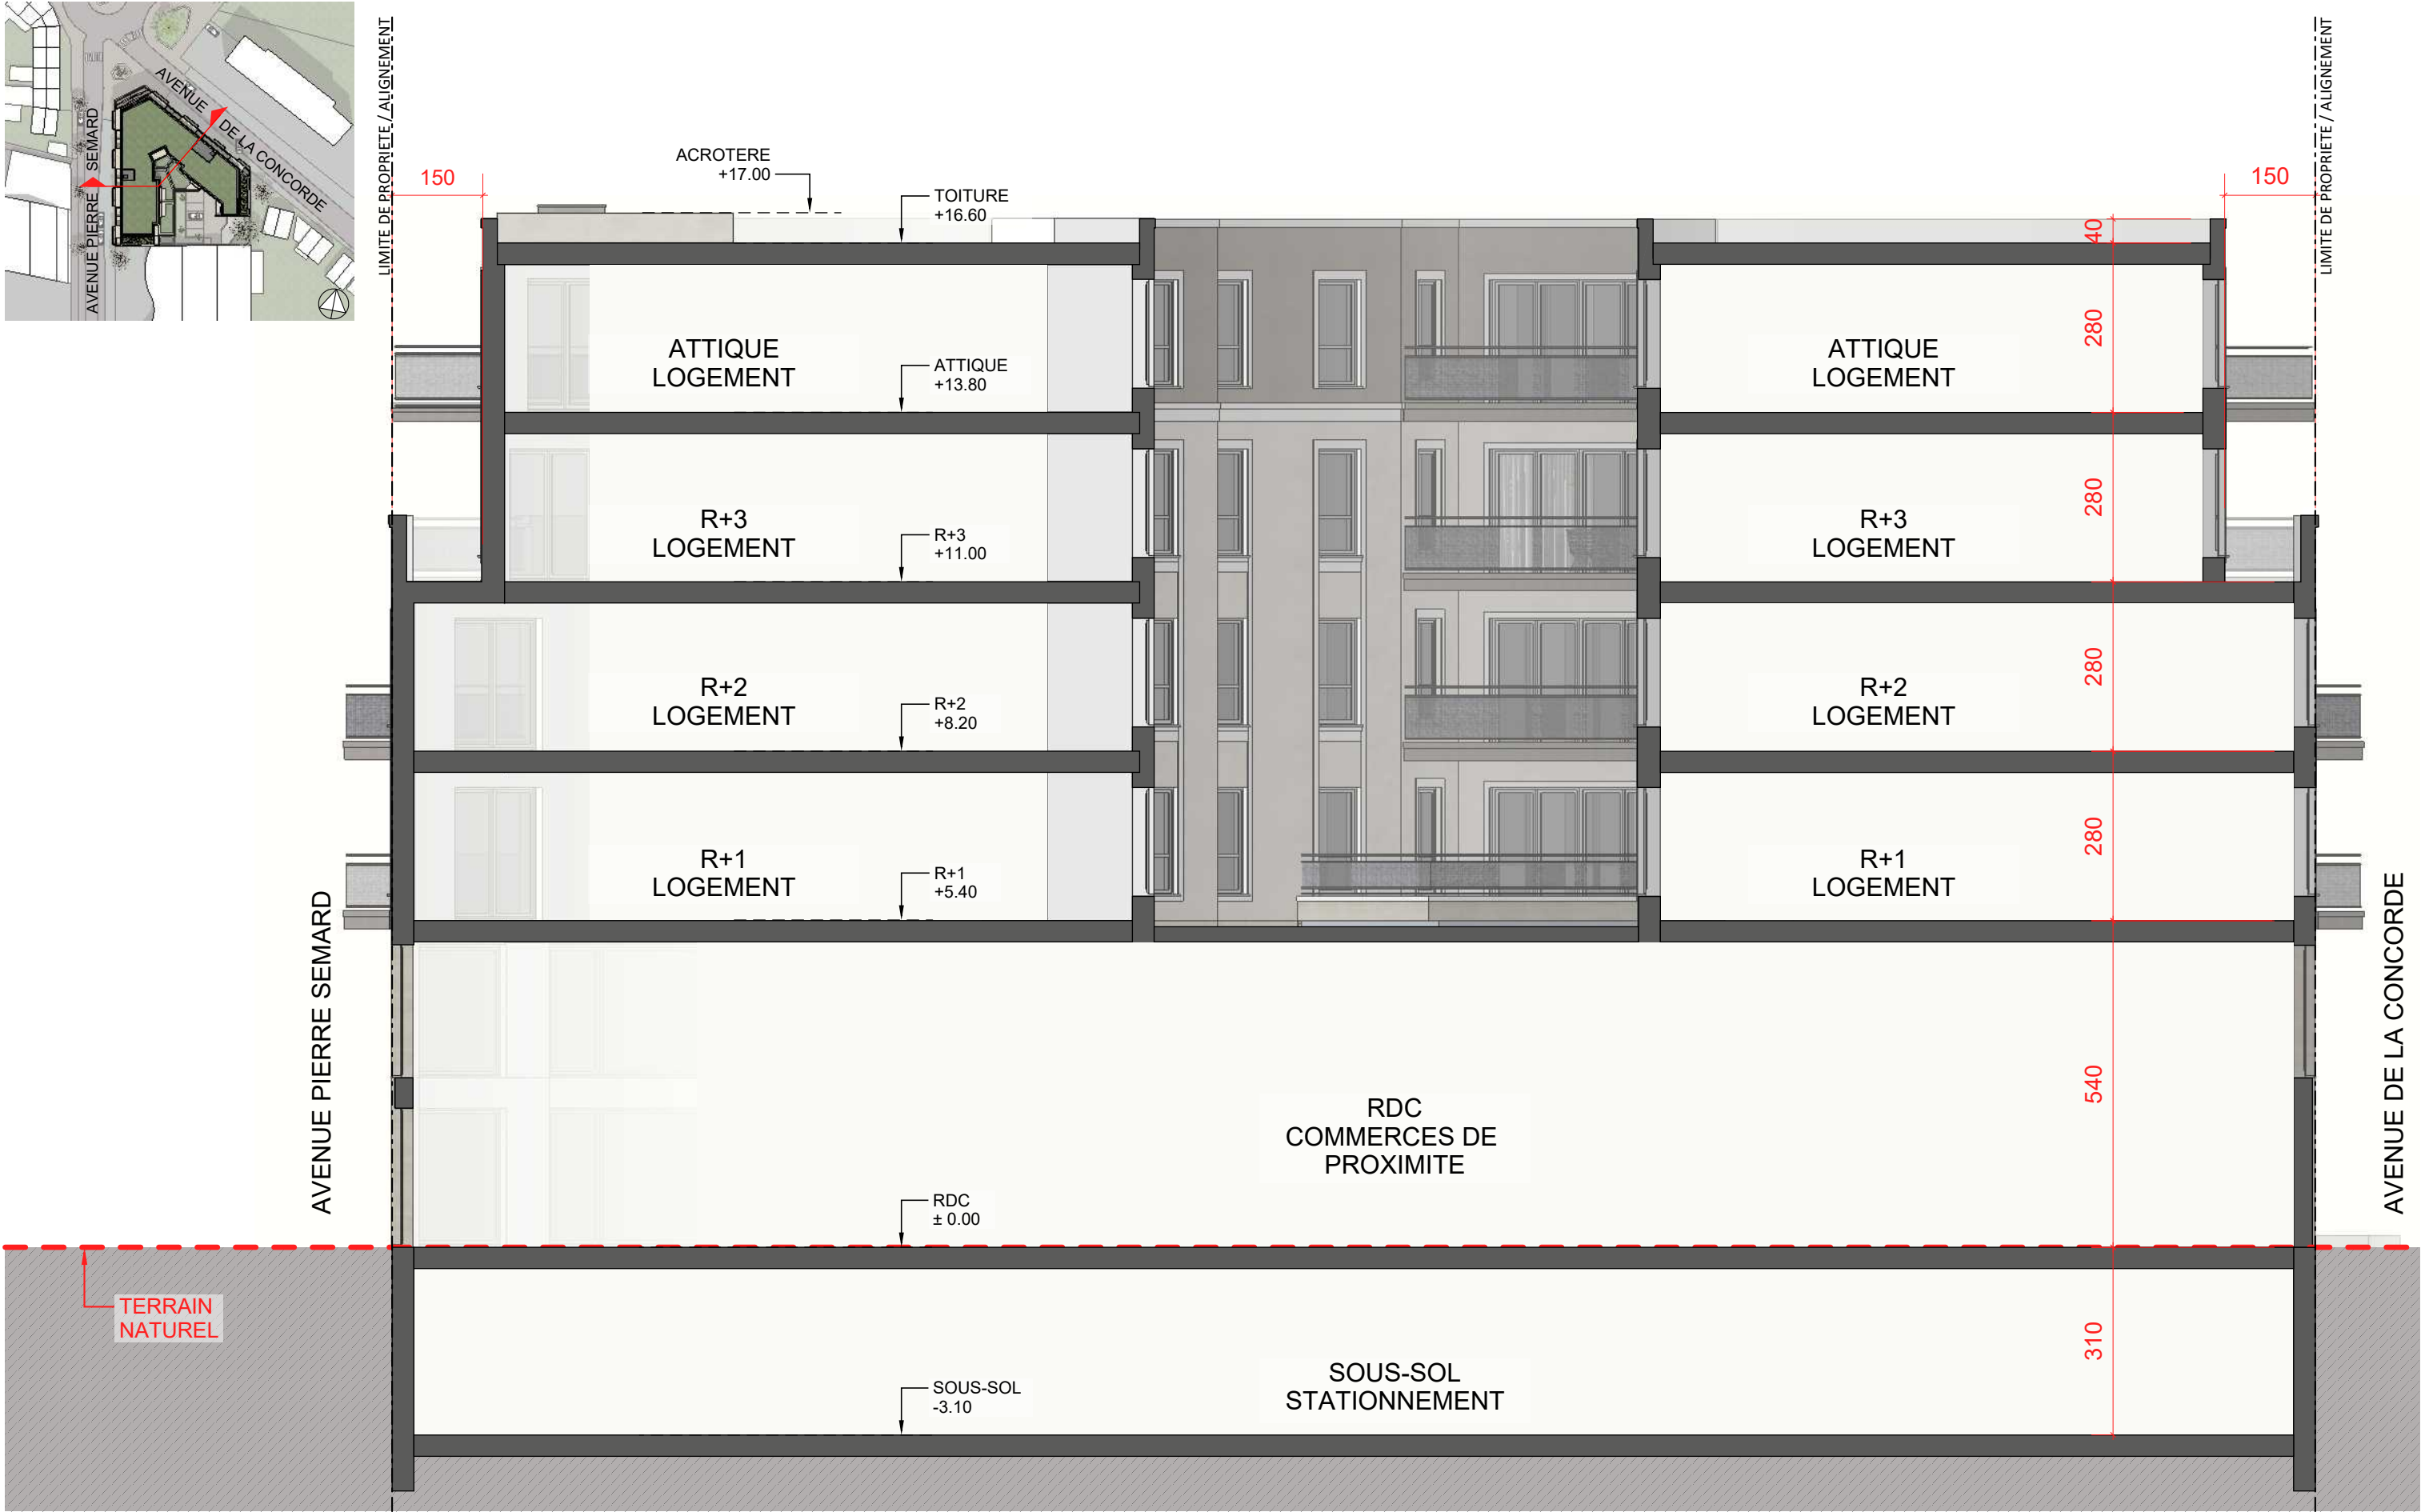 AVENUE PIERRE SEMARD
AVENUE DE LA CONCORDE
LIMITE DE PROPRIETE / ALIGNEMENT
LIMITE DE PROPRIETE / ALIGNEMENT
150
150
ACROTERE
+17.00
TOITURE
+16.60
40
ATTIQUE
LOGEMENT
ATTIQUE
+13.80
ATTIQUE
LOGEMENT
280
R+3
LOGEMENT
R+3
+11.00
R+3
LOGEMENT
280
R+2
LOGEMENT
R+2
+8.20
R+2
LOGEMENT
280
R+1
LOGEMENT
R+1
+5.40
R+1
LOGEMENT
280
AVENUE PIERRE SEMARD
AVENUE DE LA CONCORDE
RDC
COMMERCES DE
PROXIMITE
540
RDC
± 0.00
TERRAIN
NATUREL
SOUS-SOL
-3.10
SOUS-SOL
STATIONNEMENT
310